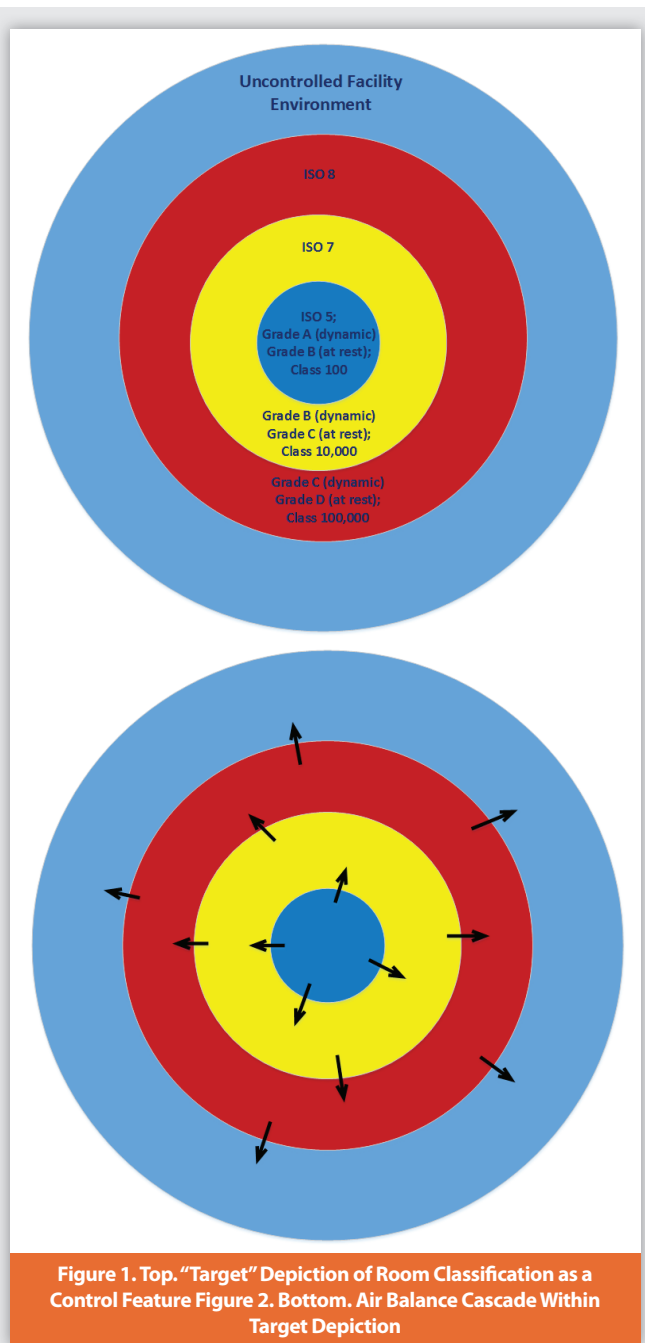 Uncontrolled Facility
Environment
ISO 8
ISO 7
ISO 5;
Grade A (dynamic)
Grade B (at rest);
Class 100
Grade B (dynamic)
Grade C (at rest);
Class 10,000
Grade C (dynamic)
Grade D (at rest);
Class 100,000
Figure 1. Top. “Target” Depiction of Room Classification as a
Control Feature Figure 2. Bottom. Air Balance Cascade Within
Target Depiction